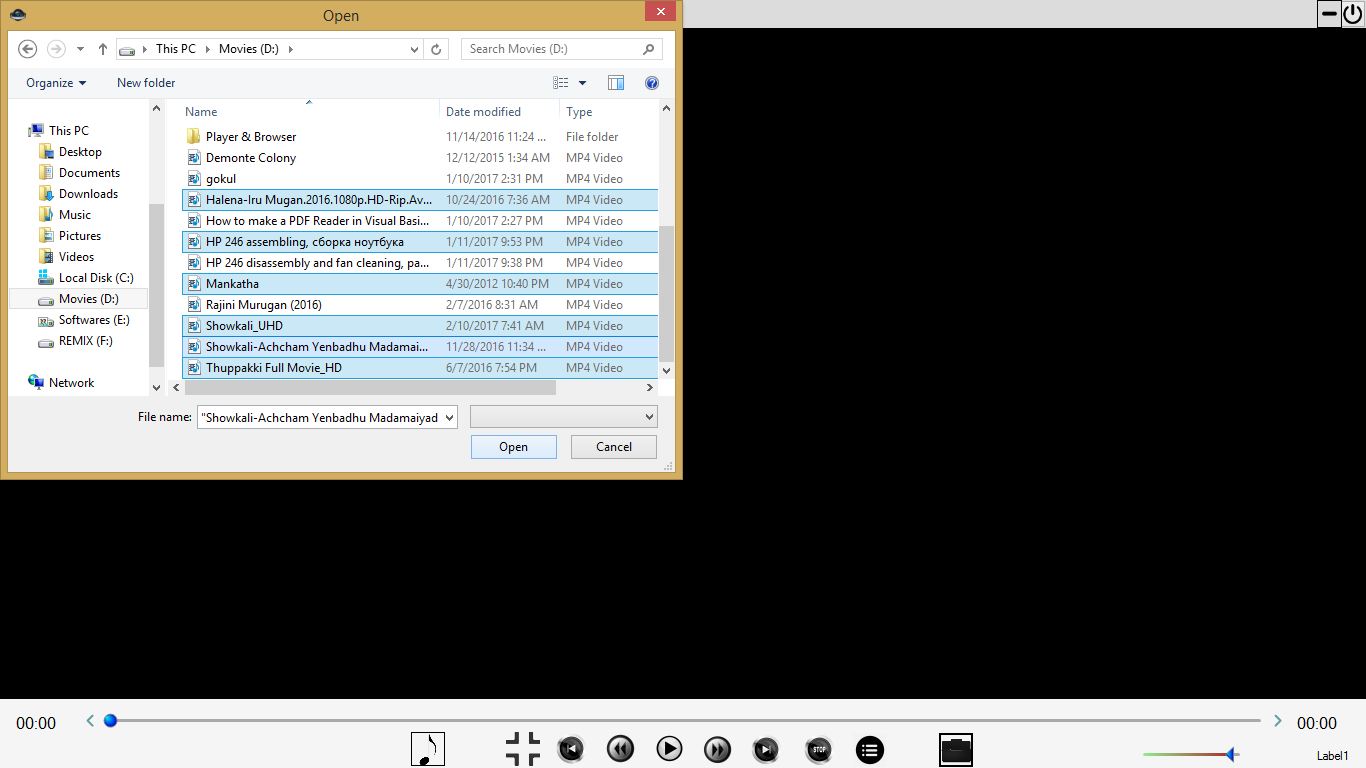 Open
This PC Movies (D:)
Search Movies (D:)
Organize New folder
Name Date modified Type
This PC
Desktop
Documents
Downloads
Music
Pictures
Videos
Local Disk (C:)
Movies (D:)
Softwares (E:)
REMIX (F:)
Network
Player & Browser 11/14/2016 11:24 ... File folder
Demonte Colony 12/12/2015 1:34 AM MP4 Video
gokul 1/10/2017 2:31 PM MP4 Video
Halena-Iru Mugan.2016.1080p.HD-Rip.Av... 10/24/2016 7:36 AM MP4 Video
How to make a PDF Reader in Visual Basi... 1/10/2017 2:27 PM MP4 Video
HP 246 assembling, сборка ноутбука 1/11/2017 9:53 PM MP4 Video
HP 246 disassembly and fan cleaning, pa... 1/11/2017 9:38 PM MP4 Video
Mankatha 4/30/2012 10:40 PM MP4 Video
Rajini Murugan (2016) 2/7/2016 8:31 AM MP4 Video
Showkali_UHD 2/10/2017 7:41 AM MP4 Video
Showkali-Achcham Yenbadhu Madamai... 11/28/2016 11:34 ... MP4 Video
Thuppakki Full Movie_HD 6/7/2016 7:54 PM MP4 Video
File name: "Showkali-Achcham Yenbadhu Madamaiyad
Open Cancel
00:00 00:00
STOP
Label1